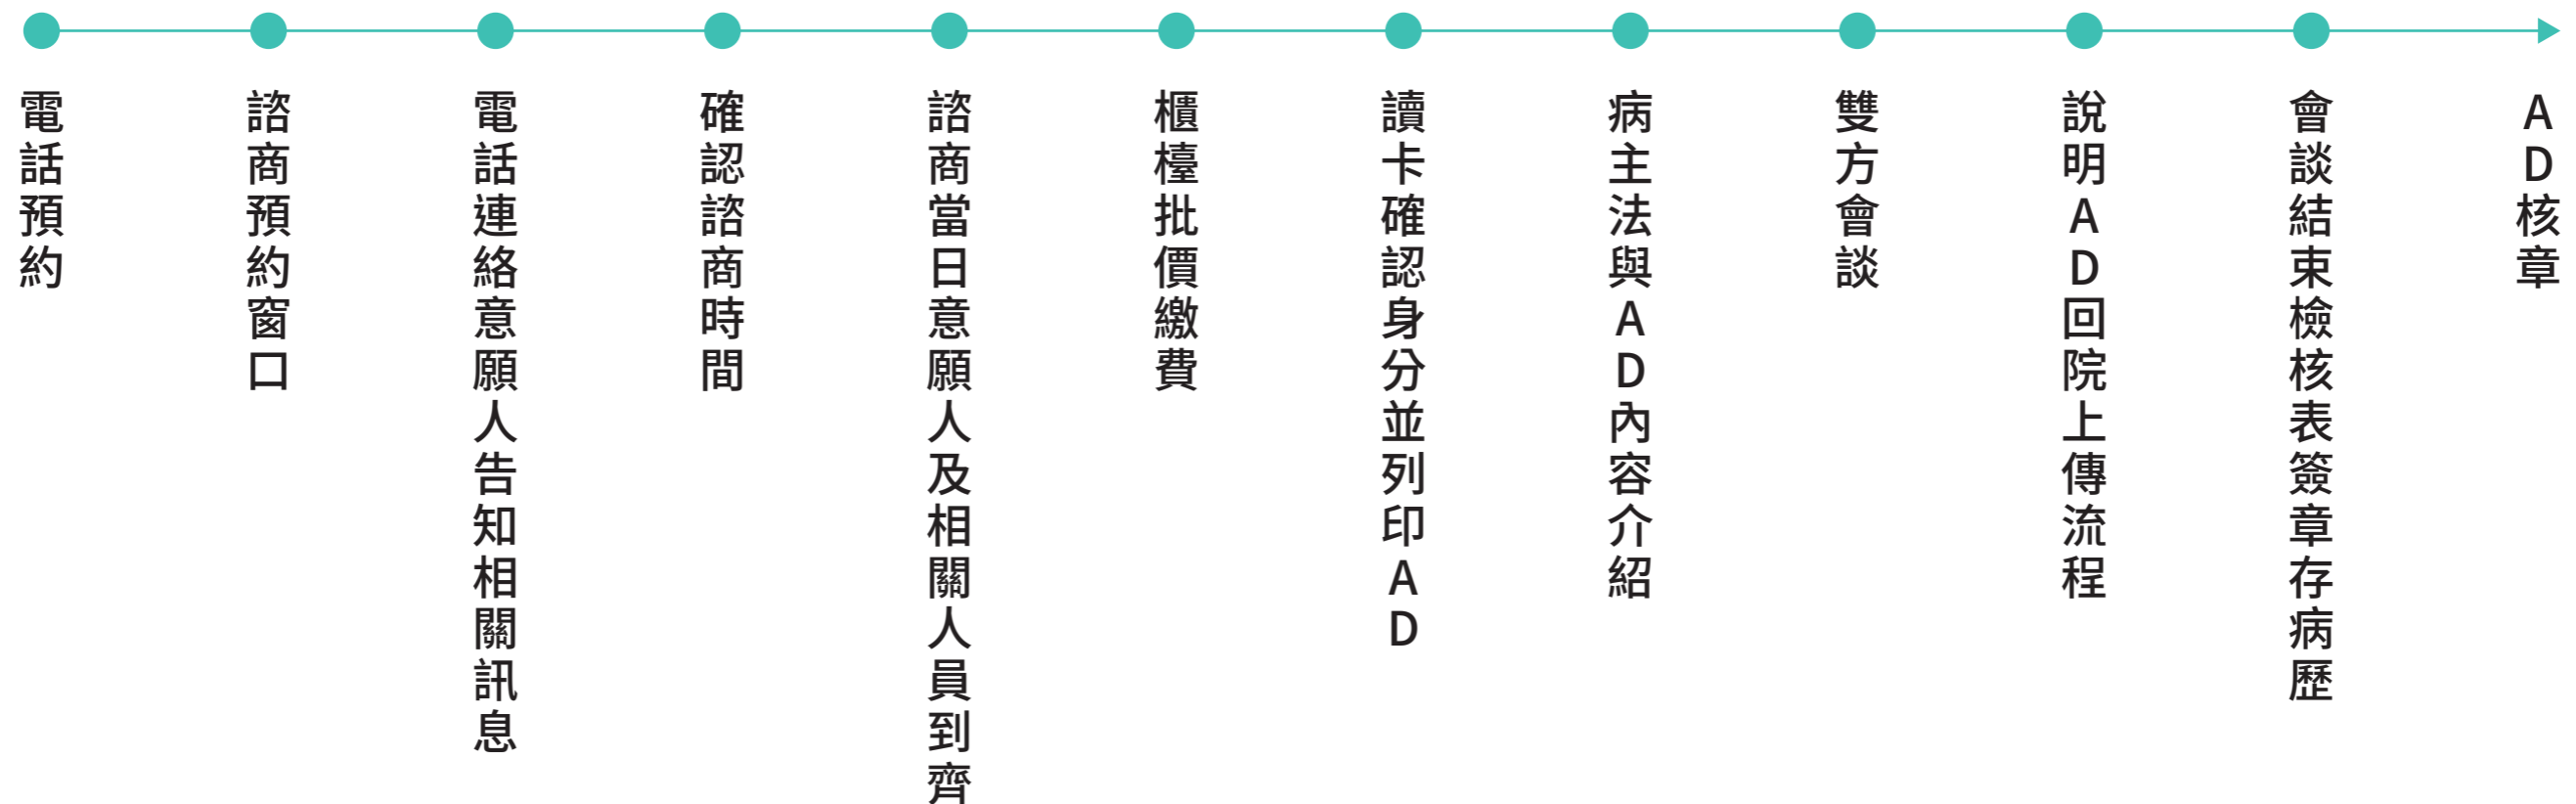 電話預約
諮商預約窗口
電話連絡意願人告知相關訊息
確認諮商時間
諮商當日意願人及相關人員到齊
櫃檯批價繳費
讀卡確認身分並列印AD
病主法與AD內容介紹
雙方會談
說明AD回院上傳流程
會談結束檢核表簽章存病歷
AD核章